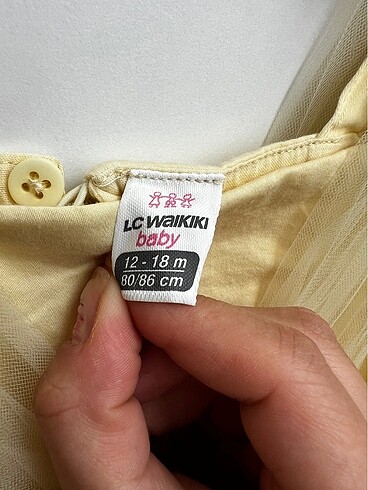 LC WAIKIKI
baby
12 - 18 m
80/86 cm